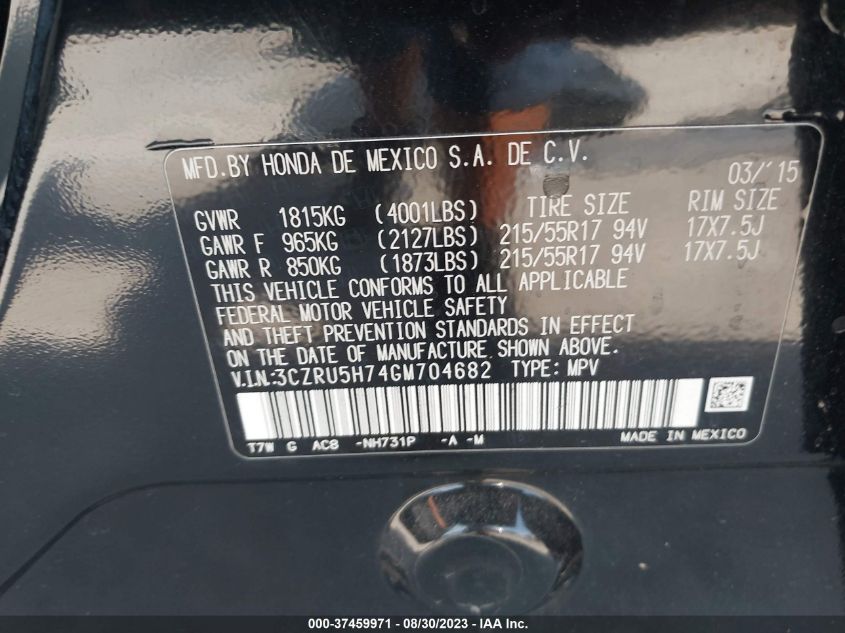 MFD.BY HONDA DE MEXICO S.A. DE C.V.
03/'15
GVWR 1815KG (4001LBS) TIRE SIZE RIM SIZE
GAWR F 965KG (2127LBS) 215/55R17 94V 17X7.5J
GAWR R 850KG (1873LBS) 215/55R17 94V 17X7.5J
THIS VEHICLE CONFORMS TO ALL APPLICABLE
FEDERAL MOTOR VEHICLE SAFETY
AND THEFT PREVENTION STANDARDS IN EFFECT
ON THE DATE OF MANUFACTURE SHOWN ABOVE.
V.I.N:3CZRU5H74GM704682 TYPE: MPV
T7W G AC8 -NH731P -A -M MADE IN MEXICO
000-37459971 - 08/30/2023 - IAA Inc.